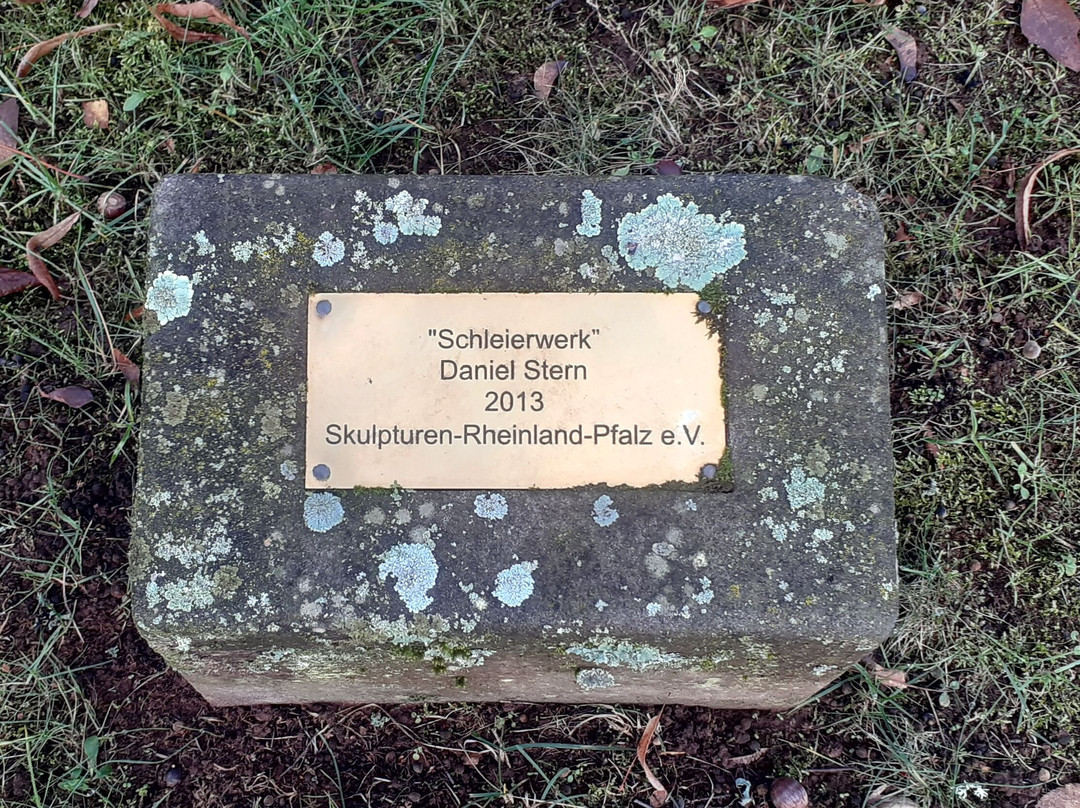 "Schleierwerk”
Daniel Stern
2013
Skulpturen-Rheinland-Pfalz e.V.